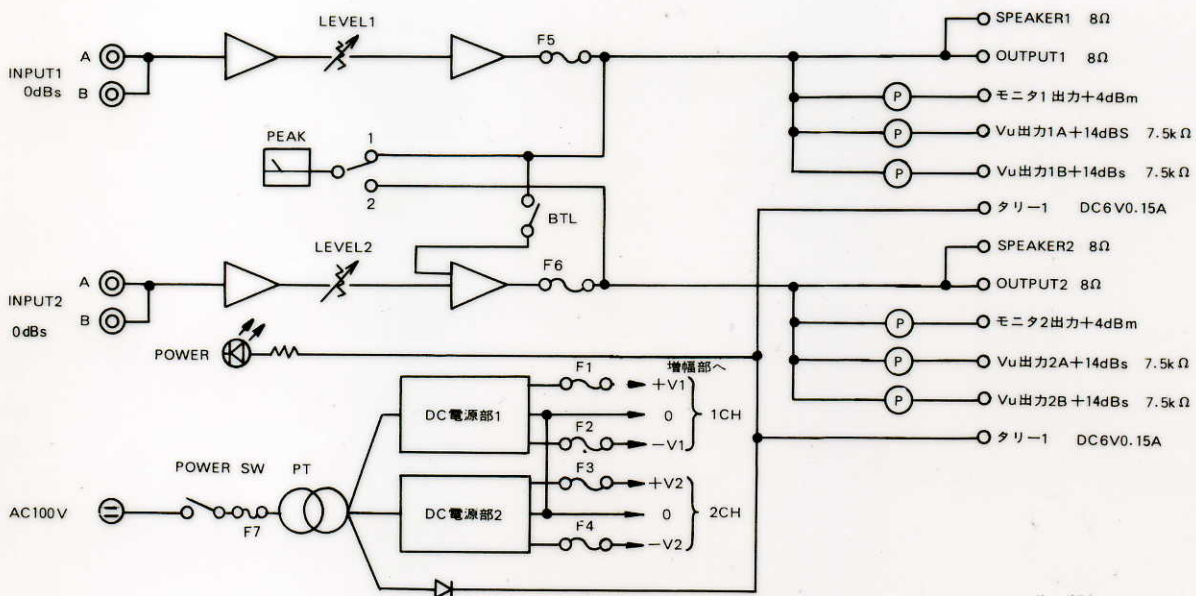 LEVEL1
F5
SPEAKER1 8Ω
INPUT1
0dBs
A
B
OUTPUT1 8Ω
P モニタ1出力+4dBm
P Vu出力1A+14dBS 7.5kΩ
P Vu出力1B+14dBs 7.5kΩ
PEAK
1
2
BTL
タリー1 DC6V0.15A
LEVEL2
F6
SPEAKER2 8Ω
INPUT2
0dBs
A
B
OUTPUT2 8Ω
P モニタ2出力+4dBm
P Vu出力2A+14dBs 7.5kΩ
P Vu出力2B+14dBs 7.5kΩ
タリー1 DC6V0.15A
POWER
DC電源部1
F1
増幅部へ
+V1
0
1CH
F2
-V1
POWER SW
PT
AC100V
F7
DC電源部2
F3
+V2
0
2CH
F4
-V2